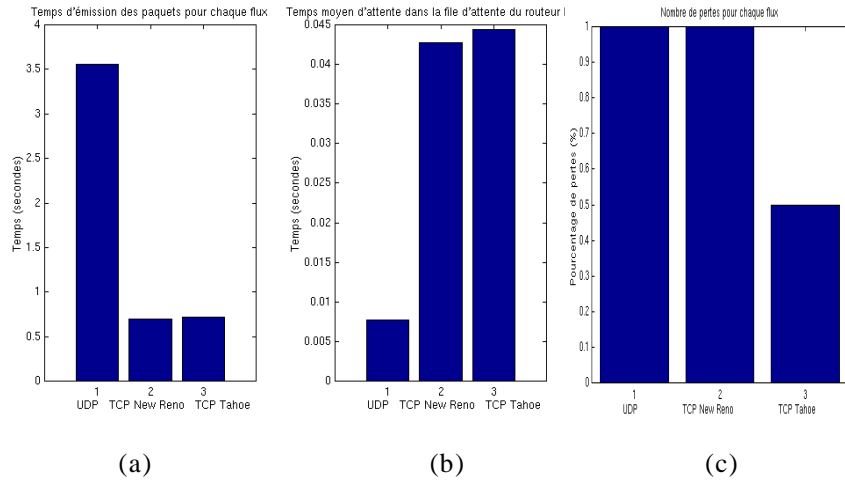 Temps d'émission des paquets pour chaque flux
Temps (secondes)
4
3.5
3
2.5
2
1.5
1
0.5
0
1
2
3
UDP
TCP New Reno
TCP Tahoe
(a)
Temps moyen d'attente dans la file d'attente du routeur
Temps (secondes)
0.045
0.04
0.035
0.03
0.025
0.02
0.015
0.01
0.005
0
1
2
3
UDP
TCP New Reno
TCP Tahoe
(b)
Nombre de pertes pour chaque flux
Pourcentage de pertes (%)
1
0.9
0.8
0.7
0.6
0.5
0.4
0.3
0.2
0.1
0
1
2
3
UDP
TCP New Reno
TCP Tahoe
(c)